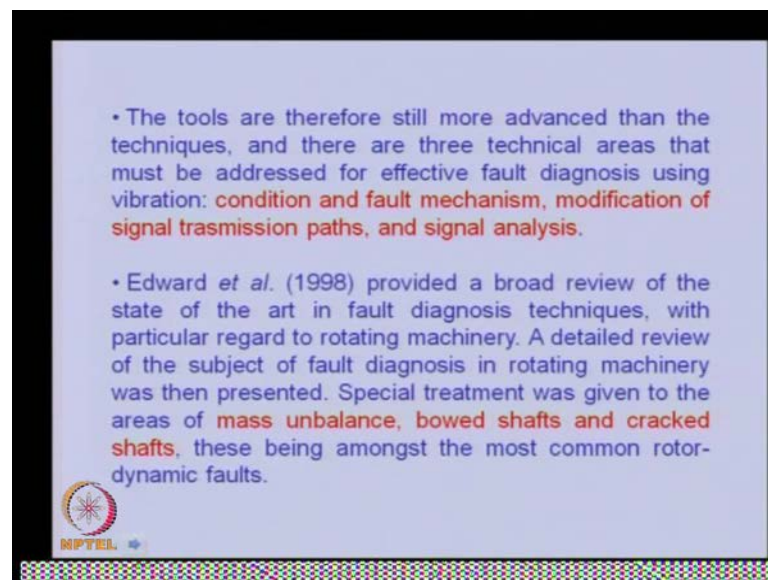 • The tools are therefore still more advanced than the
techniques, and there are three technical areas that
must be addressed for effective fault diagnosis using
vibration: condition and fault mechanism, modification of
signal trasmission paths, and signal analysis.
• Edward et al. (1998) provided a broad review of the
state of the art in fault diagnosis techniques, with
particular regard to rotating machinery. A detailed review
of the subject of fault diagnosis in rotating machinery
was then presented. Special treatment was given to the
areas of mass unbalance, bowed shafts and cracked
shafts, these being amongst the most common rotor-
dynamic faults.
NPTEL